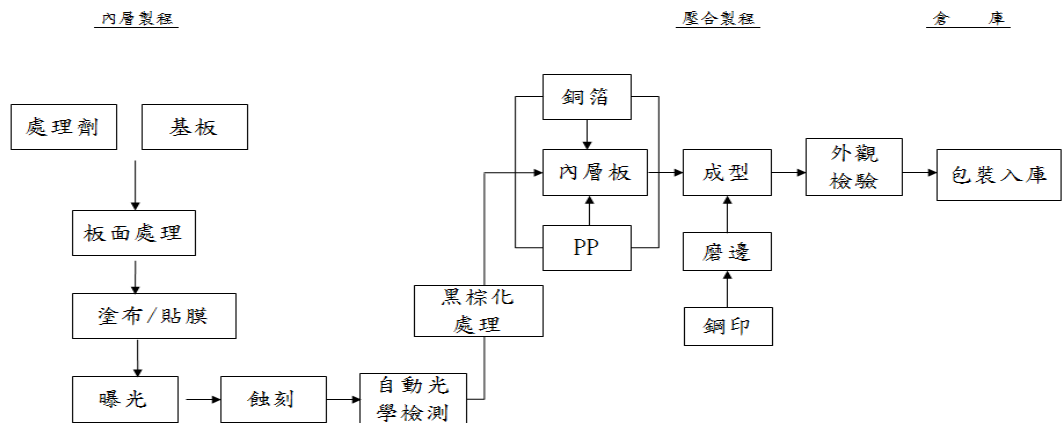 內層製程
壓合製程
倉 庫
處理劑
基板
板面處理
塗布/貼膜
曝光
蝕刻
自動光
學檢測
黑棕化
處理
銅箔
內層板
PP
成型
磨邊
鋼印
外觀
檢驗
包裝入庫